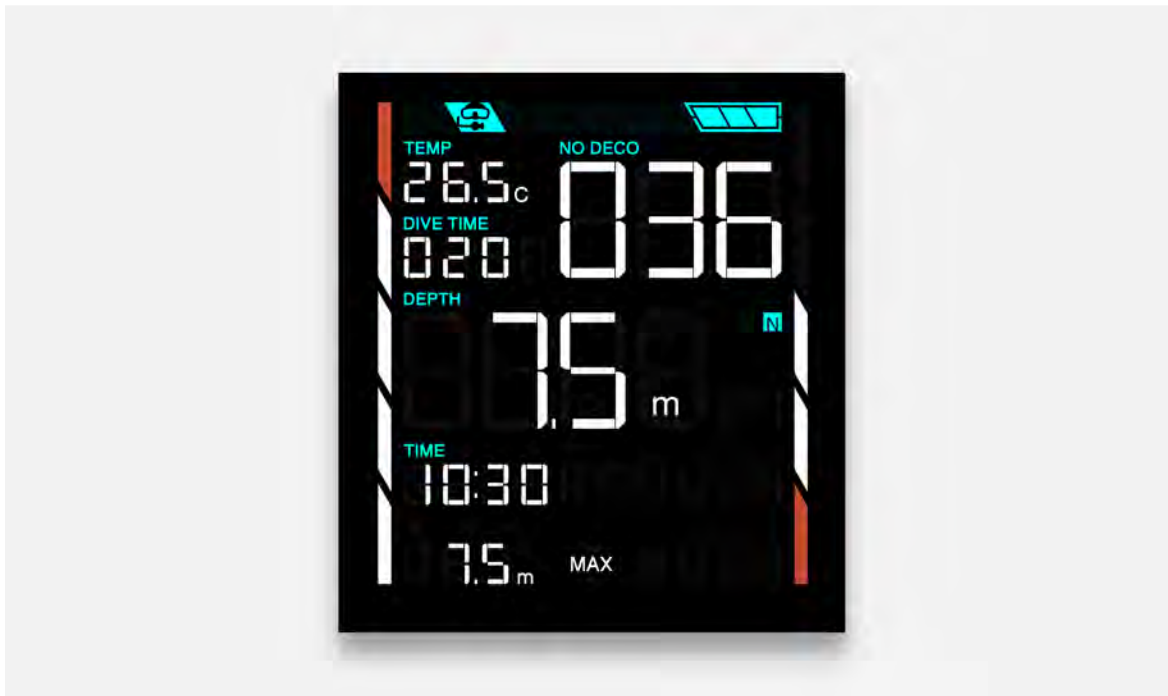 TEMP NO DECO
26.5c 036
DIVE TIME
020
DEPTH
N
7.5 m
TIME
10:30
7.5m MAX